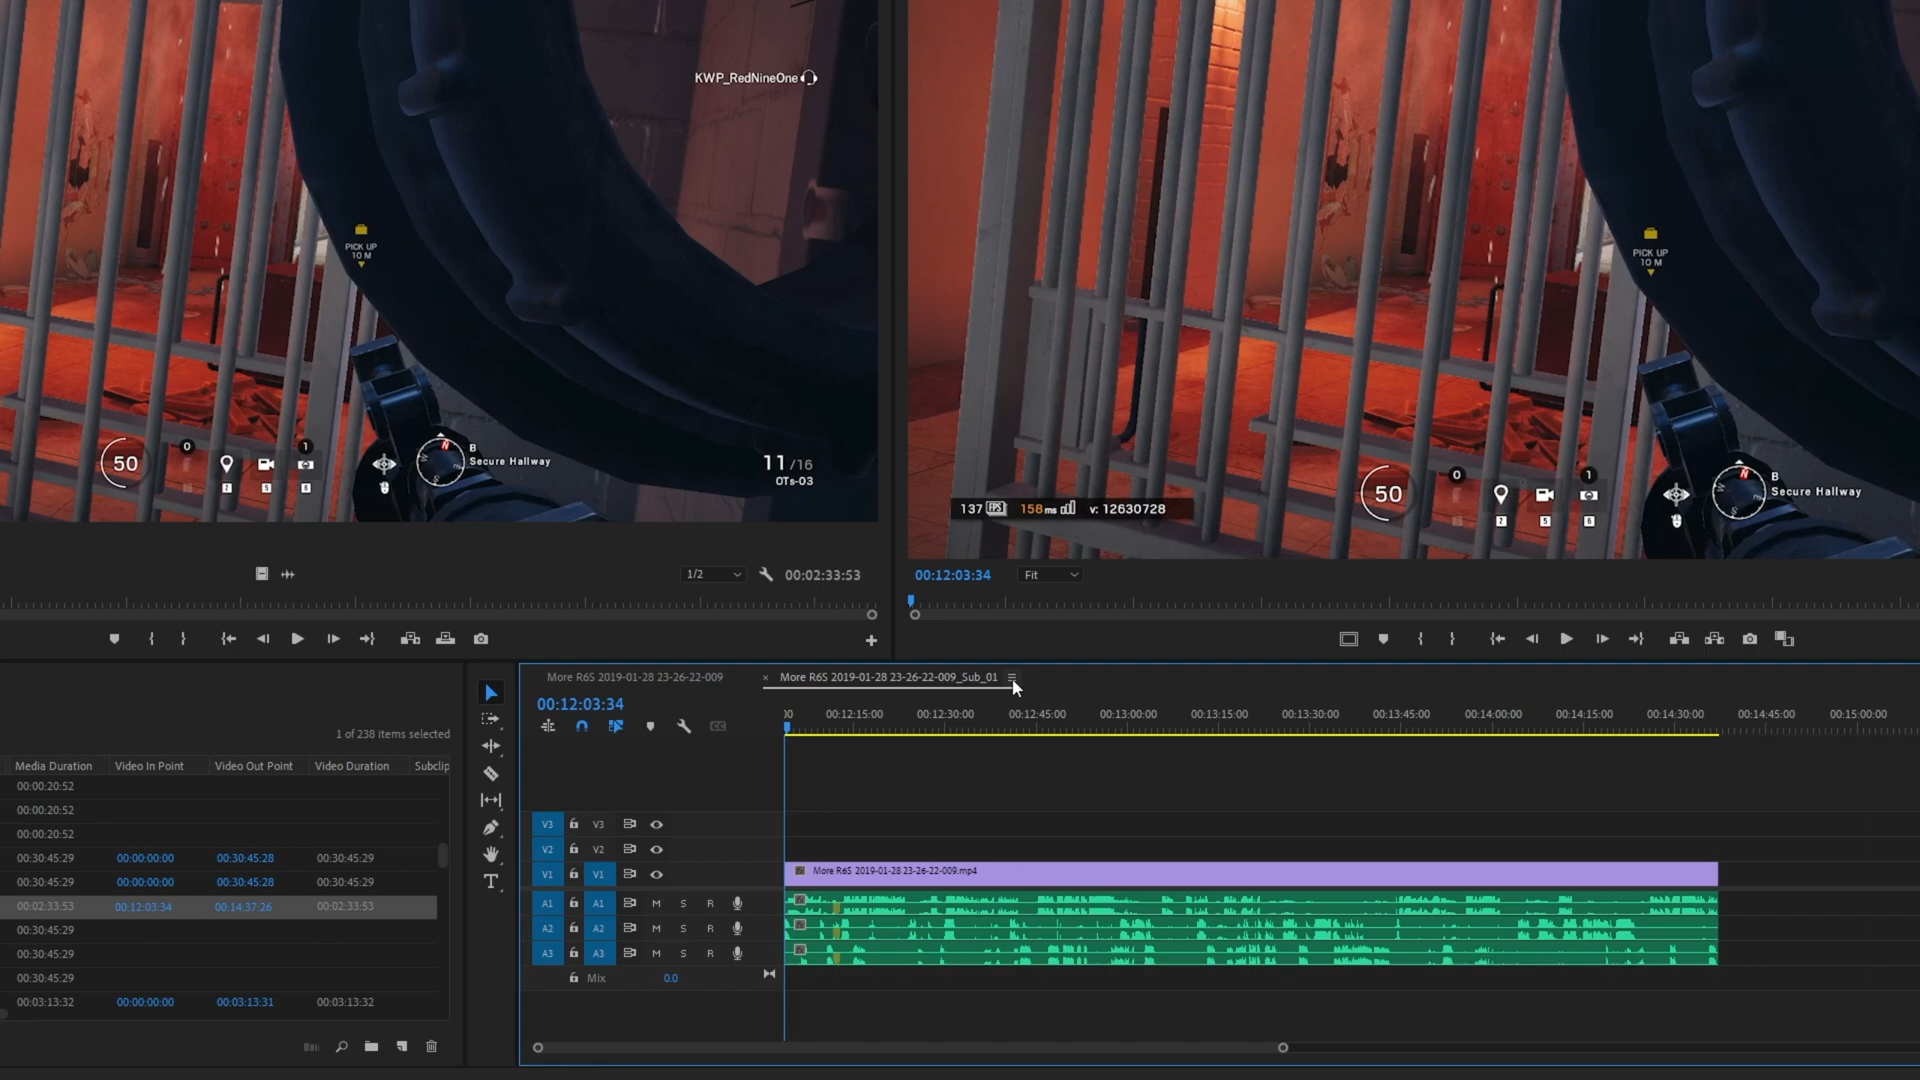 KWP_RedNineOne
PICK UP
10 M
50
0
1
2
5
6
N
B
Secure Hallway
11/16
OTs-03
PICK UP
10 M
137 FPS 158ms v: 12630728
50
0
1
2
5
6
N
B
Secure Hallway
1/2
00:02:33:53
00:12:03:34
Fit
1 of 238 items selected
Media Duration Video In Point Video Out Point Video Duration Subclip
00:00:20:52
00:00:20:52
00:00:20:52
00:30:45:29 00:00:00:00 00:30:45:28 00:30:45:29
00:30:45:29 00:00:00:00 00:30:45:28 00:30:45:29
00:02:33:53 00:12:03:34 00:14:37:26 00:02:33:53
00:30:45:29
00:30:45:29
00:30:45:29
00:03:13:32 00:00:00:00 00:03:13:31 00:03:13:32
More R6S 2019-01-28 23-26-22-009
× More R6S 2019-01-28 23-26-22-009_Sub_01
00:12:03:34
00 00:12:15:00 00:12:30:00 00:12:45:00 00:13:00:00 00:13:15:00 00:13:30:00 00:13:45:00 00:14:00:00 00:14:15:00 00:14:30:00 00:14:45:00 00:15:00:00
V3 V3
V2 V2
V1 V1
More R6S 2019-01-28 23-26-22-009.mp4
A1 A1 M S R
A2 A2 M S R
A3 A3 M S R
Mix 0.0